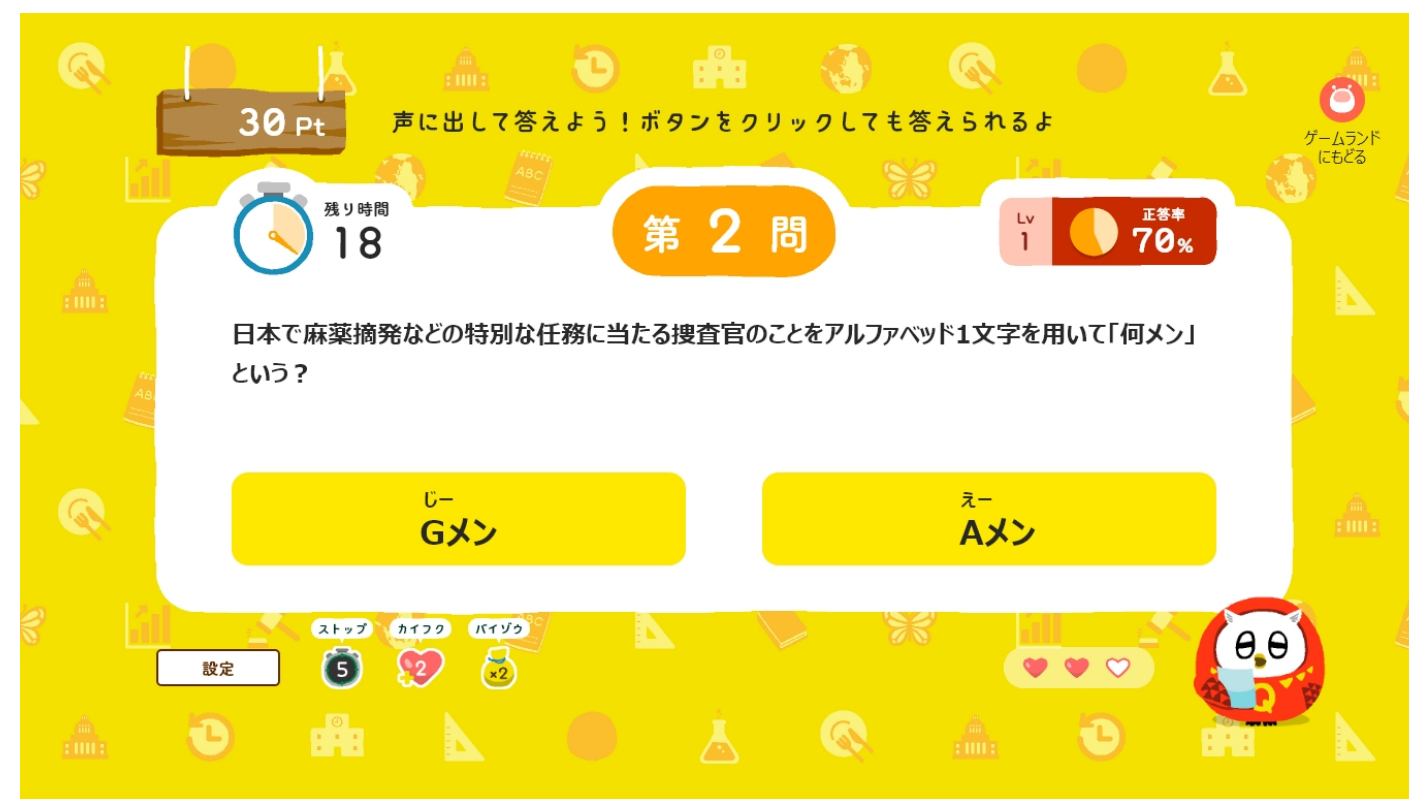 30 Pt
声に出して答えよう！ボタンをクリックしても答えられるよ
ゲームランド
にもどる
残り時間
18
第 2 問
Lv
1
正答率
70%
日本で麻薬摘発などの特別な任務に当たる捜査官のことをアルファベッド1文字を用いて「何メン」
という？
じー
Gメン
えー
Aメン
設定
ストップ
5
カイフク
+2
バイゾウ
×2
Q
ABC